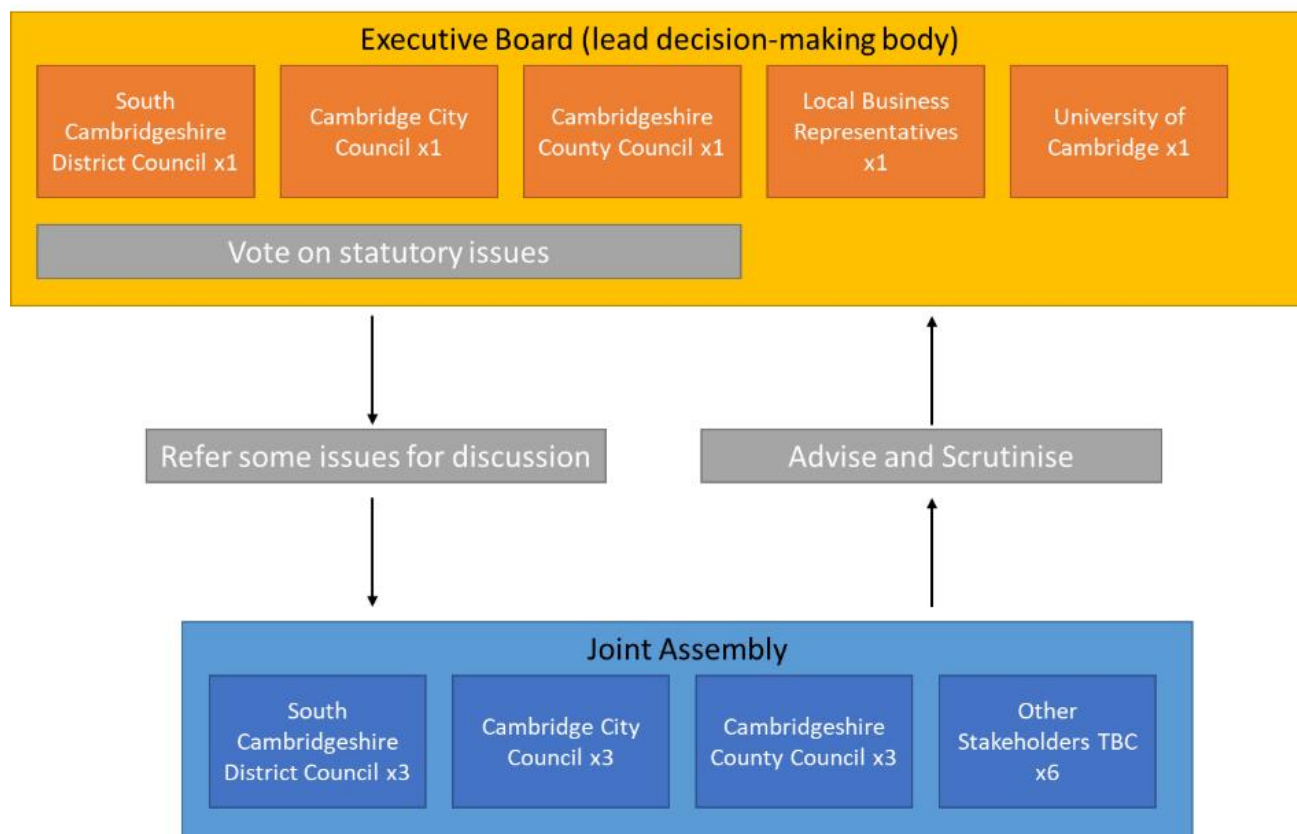 Executive Board (lead decision-making body)
South
Cambridgeshire
District Council x1
Cambridge City
Council x1
Cambridgeshire
County Council x1
Local Business
Representatives
x1
University of
Cambridge x1
Vote on statutory issues
Refer some issues for discussion
Advise and Scrutinise
Joint Assembly
South
Cambridgeshire
District Council x3
Cambridge City
Council x3
Cambridgeshire
County Council x3
Other
Stakeholders TBC
x6